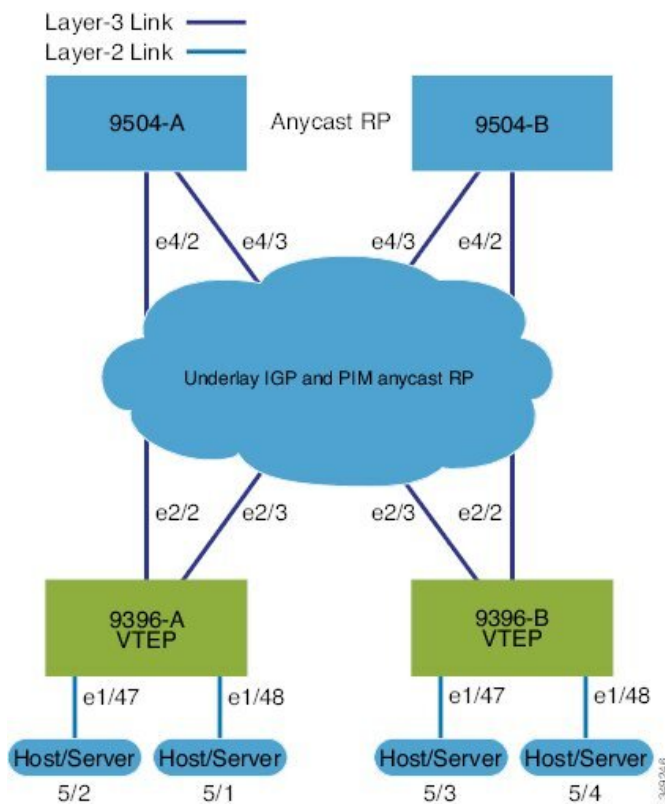 Layer-3 Link
Layer-2 Link
9504-A
Anycast RP
9504-B
e4/2
e4/3
e4/3
e4/2
Underlay IGP and PIM anycast RP
e2/2
e2/3
e2/3
e2/2
9396-A
VTEP
9396-B
VTEP
e1/47
e1/48
e1/47
e1/48
Host/Server
Host/Server
Host/Server
Host/Server
5/2
5/1
5/3
5/4